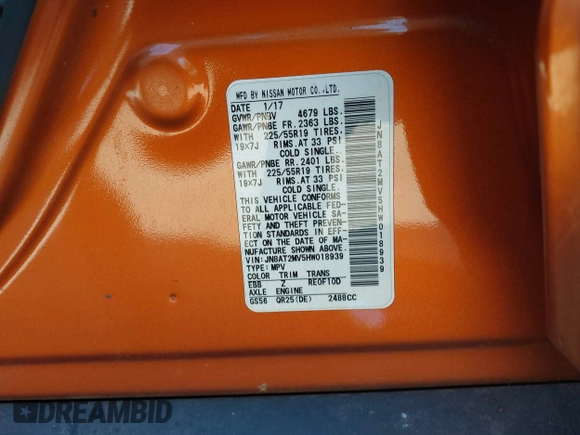 MFD BY NISSAN MOTOR CO.,LTD.
DATE 1/17
GVWR/PNBV 4679 LBS.
GAWR/PNBE FR. 2363 LBS.
WITH 225/55R19 TIRES,
19X7J RIMS.AT 33 PSI
COLD SINGLE.
GAWR/PNBE RR. 2401 LBS.
WITH 225/55R19 TIRES,
19X7J RIMS.AT 33 PSI
COLD SINGLE.
THIS VEHICLE CONFORMS
TO ALL APPLICABLE FED-
ERAL MOTOR VEHICLE SA-
FETY AND THEFT PREVEN-
TION STANDARDS IN EFF-
ECT ON THE DATE OF MA-
NUFACTURE SHOWN ABOVE.
VIN: JN8AT2MV5HW018939
TYPE: MPV
COLOR TRIM TRANS
EBB Z RE0F10D
AXLE ENGINE
GS56 QR25(DE) 2488CC
JN8AT2MV5HW018939
DREAMBID